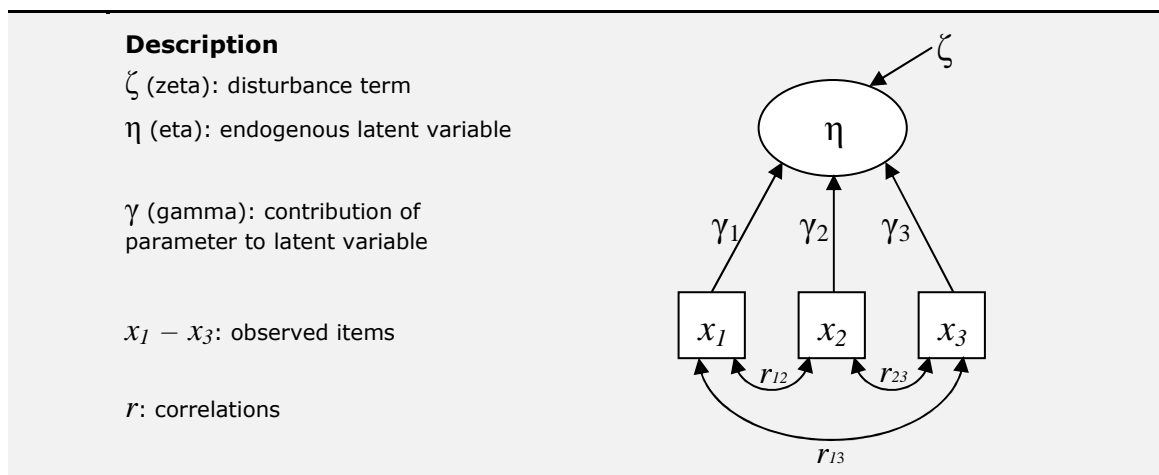 Description
ζ (zeta): disturbance term
η (eta): endogenous latent variable
γ (gamma): contribution of
parameter to latent variable
x1 – x3: observed items
r: correlations
ζ
η
γ1 γ2 γ3
x1 x2 x3
r12 r23
r13